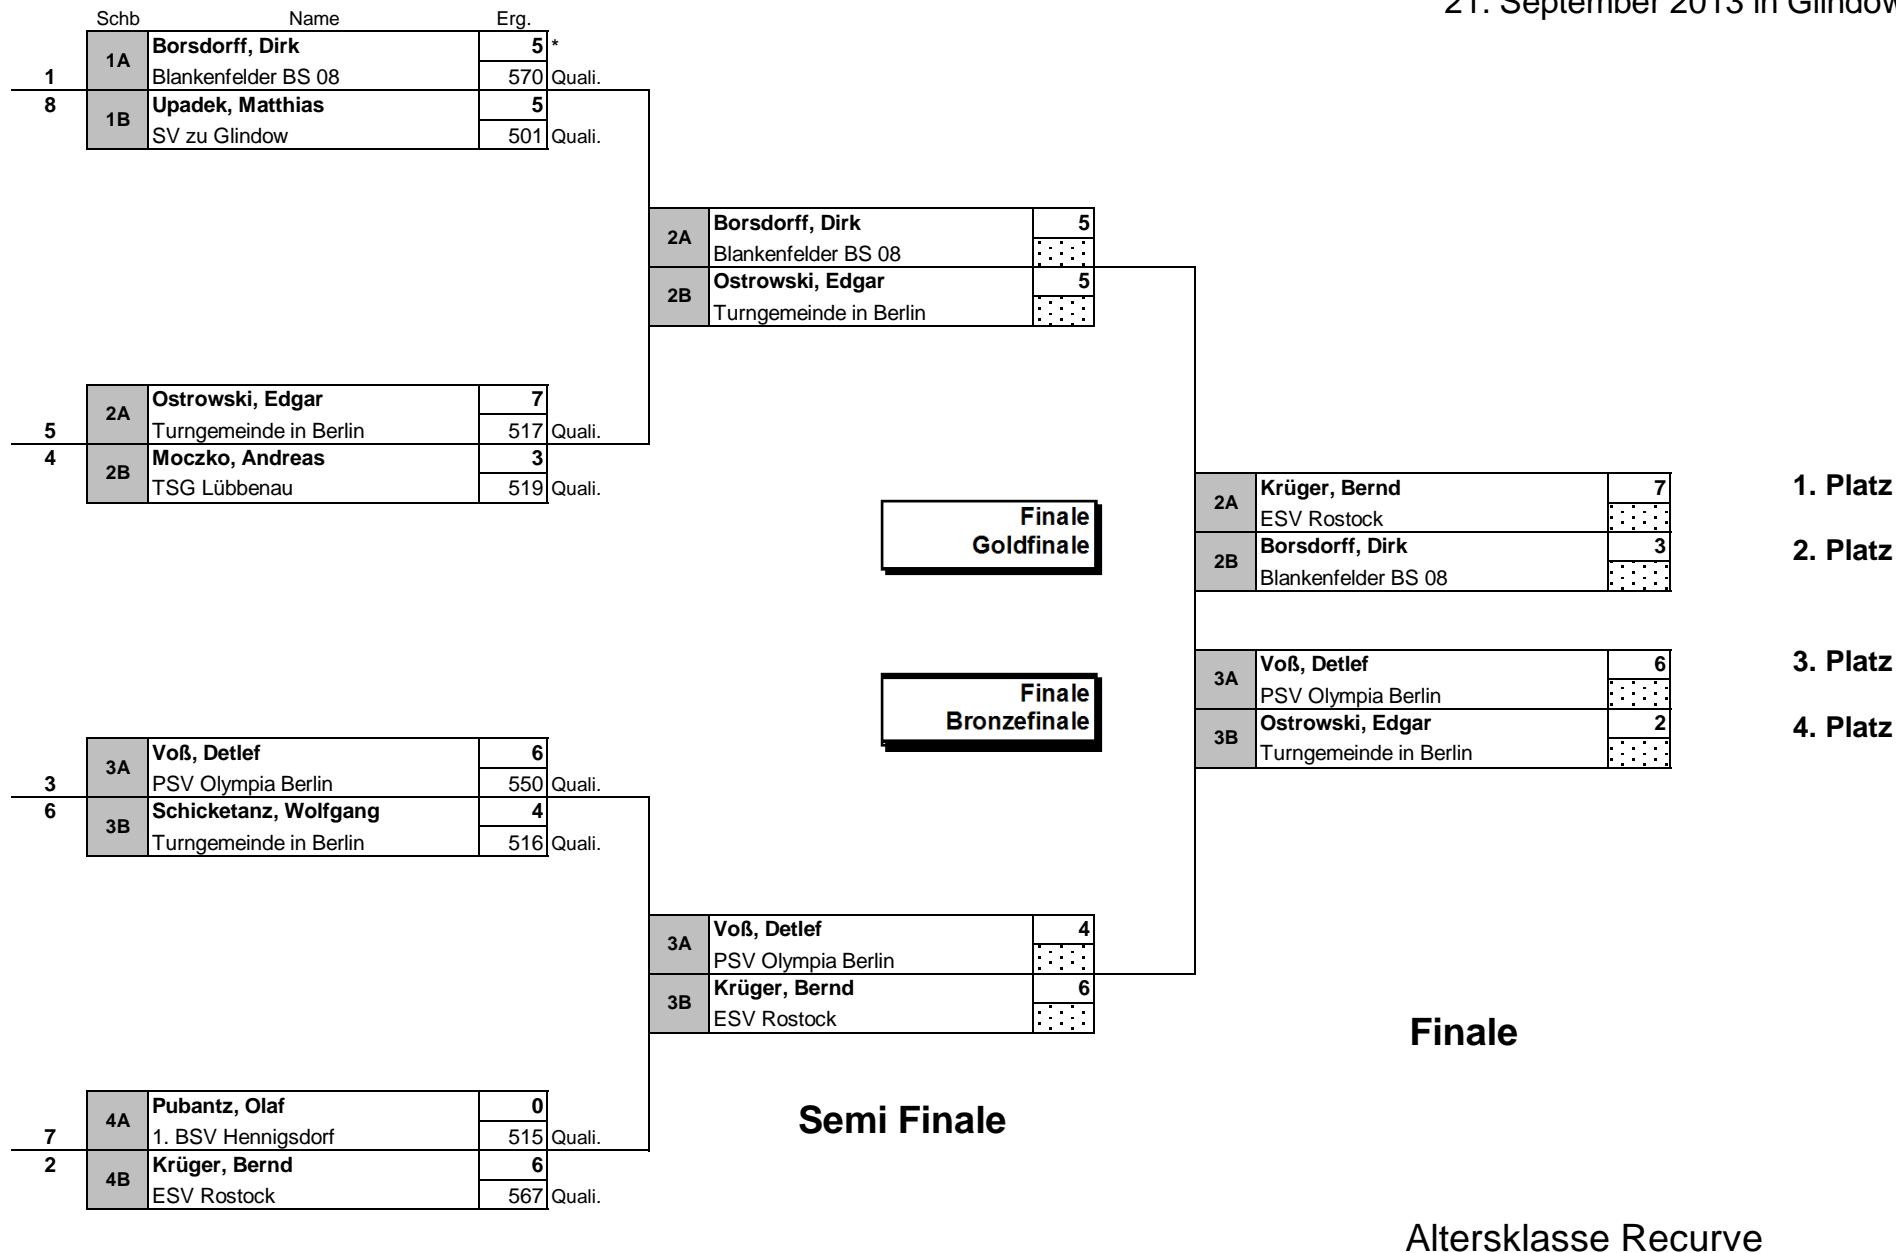 21. September 2013 in Glindow
Schb Name Erg.
1A Borsdorff, Dirk 5 *
1 Blankenfelder BS 08 570 Quali.
8 1B Upadek, Matthias 5
SV zu Glindow 501 Quali.
2A Borsdorff, Dirk 5
Blankenfelder BS 08
2B Ostrowski, Edgar 5
Turngemeinde in Berlin
2A Ostrowski, Edgar 7
5 Turngemeinde in Berlin 517 Quali.
4 2B Moczko, Andreas 3
TSG Lübbenau 519 Quali.
Finale
Goldfinale
2A Krüger, Bernd 7 1. Platz
ESV Rostock
2B Borsdorff, Dirk 3 2. Platz
Blankenfelder BS 08
Finale
Bronzefinale
3A Voß, Detlef 6 3. Platz
PSV Olympia Berlin
3B Ostrowski, Edgar 2 4. Platz
Turngemeinde in Berlin
3A Voß, Detlef 6
3 PSV Olympia Berlin 550 Quali.
6 3B Schicketanz, Wolfgang 4
Turngemeinde in Berlin 516 Quali.
3A Voß, Detlef 4
PSV Olympia Berlin
3B Krüger, Bernd 6
ESV Rostock
Finale
Semi Finale
4A Pubantz, Olaf 0
7 1. BSV Hennigsdorf 515 Quali.
2 4B Krüger, Bernd 6
ESV Rostock 567 Quali.
Altersklasse Recurve